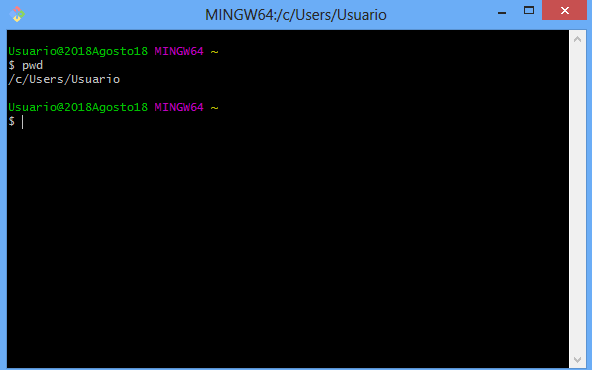 MINGW64:/c/Users/Usuario
Usuario@2018Agosto18 MINGW64 ~
$ pwd
/c/Users/Usuario
Usuario@2018Agosto18 MINGW64 ~
$